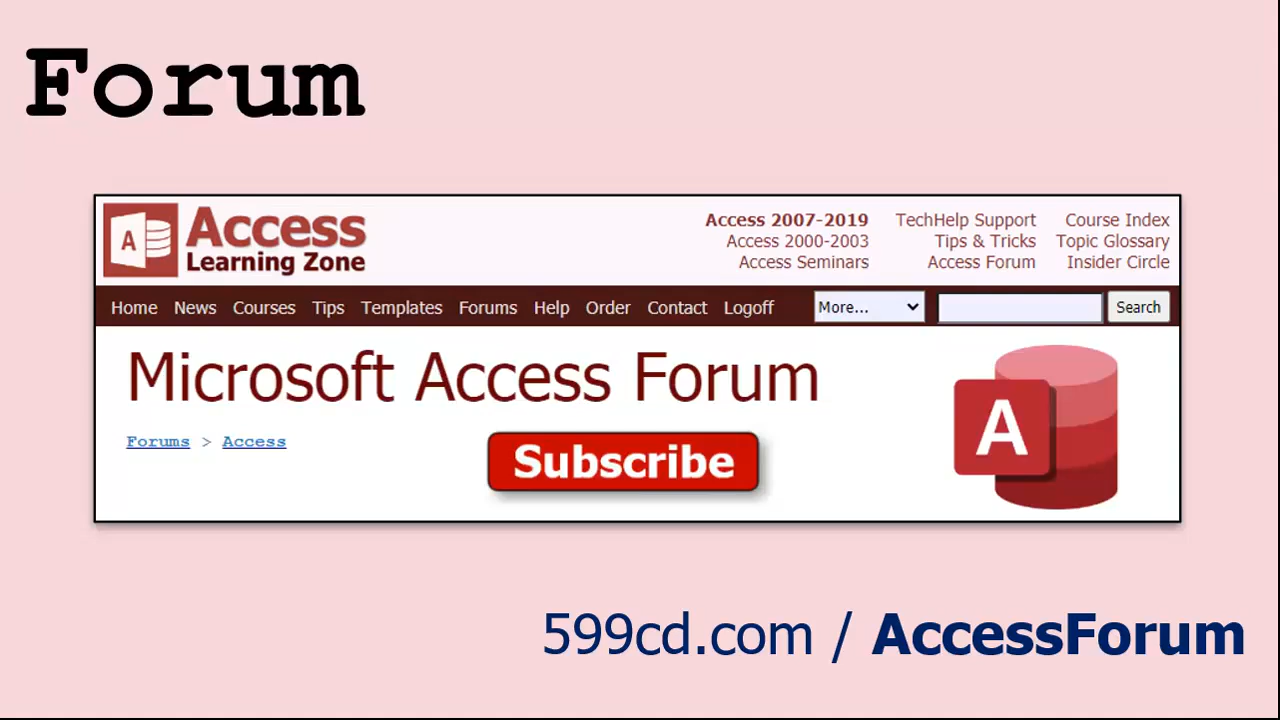 Forum
A
Access
Learning Zone
Access 2007-2019 TechHelp Support Course Index
Access 2000-2003 Tips & Tricks Topic Glossary
Access Seminars Access Forum Insider Circle
Home News Courses Tips Templates Forums Help Order Contact Logoff More... Search
Microsoft Access Forum
Forums > Access
Subscribe
A
599cd.com / AccessForum